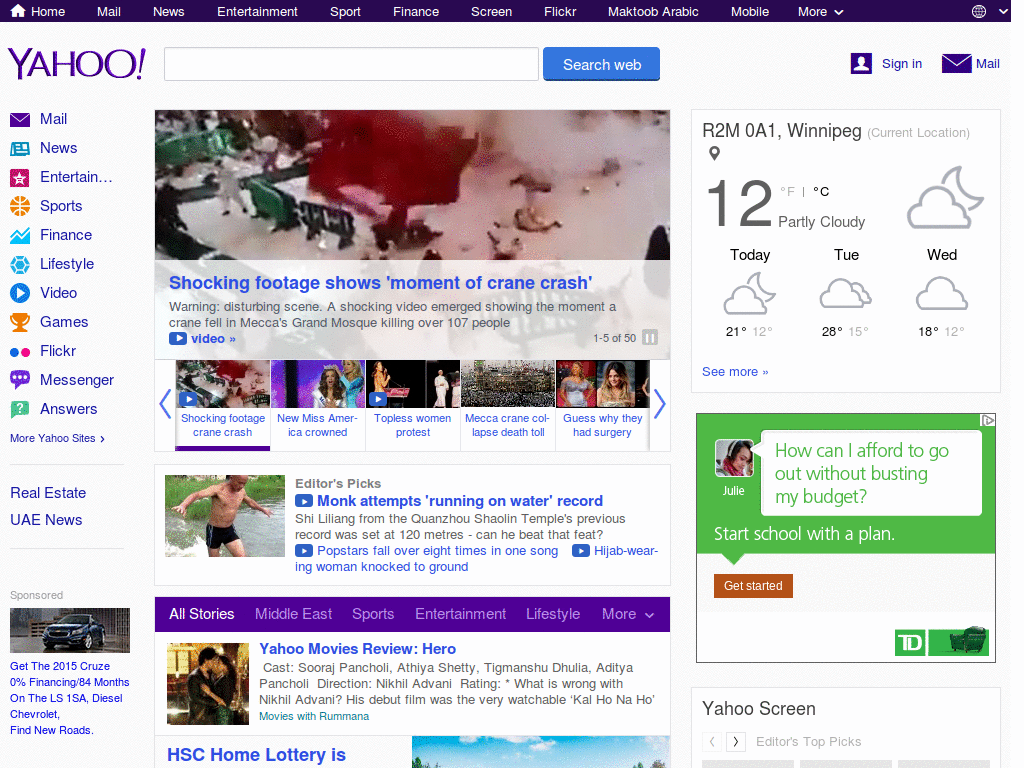 Home Mail News Entertainment Sport Finance Screen Flickr Maktoob Arabic Mobile More
YAHOO!
Search web
Sign in
Mail
Mail
News
Entertain...
Sports
Finance
Lifestyle
Video
Games
Flickr
Messenger
Answers
More Yahoo Sites ›
Real Estate
UAE News
Sponsored
Get The 2015 Cruze
0% Financing/84 Months
On The LS 1SA, Diesel
Chevrolet,
Find New Roads.
Shocking footage shows 'moment of crane crash'
Warning: disturbing scene. A shocking video emerged showing the moment a
crane fell in Mecca's Grand Mosque killing over 107 people
video »
1-5 of 50
Shocking footage
crane crash
New Miss Amer-
ica crowned
Topless women
protest
Mecca crane col-
lapse death toll
Guess why they
had surgery
Editor's Picks
Monk attempts 'running on water' record
Shi Liliang from the Quanzhou Shaolin Temple's previous
record was set at 120 metres - can he beat that feat?
Popstars fall over eight times in one song Hijab-wear-
ing woman knocked to ground
All Stories Middle East Sports Entertainment Lifestyle More
Yahoo Movies Review: Hero
Cast: Sooraj Pancholi, Athiya Shetty, Tigmanshu Dhulia, Aditya
Pancholi Direction: Nikhil Advani Rating: * What is wrong with
Nikhil Advani? His debut film was the very watchable ‘Kal Ho Na Ho’
Movies with Rummana
HSC Home Lottery is
R2M 0A1, Winnipeg (Current Location)
12 °F | °C
Partly Cloudy
Today Tue Wed
21° 12° 28° 15° 18° 12°
See more »
How can I afford to go
out without busting
my budget?
Julie
Start school with a plan.
Get started
TD
Yahoo Screen
‹ › Editor's Top Picks